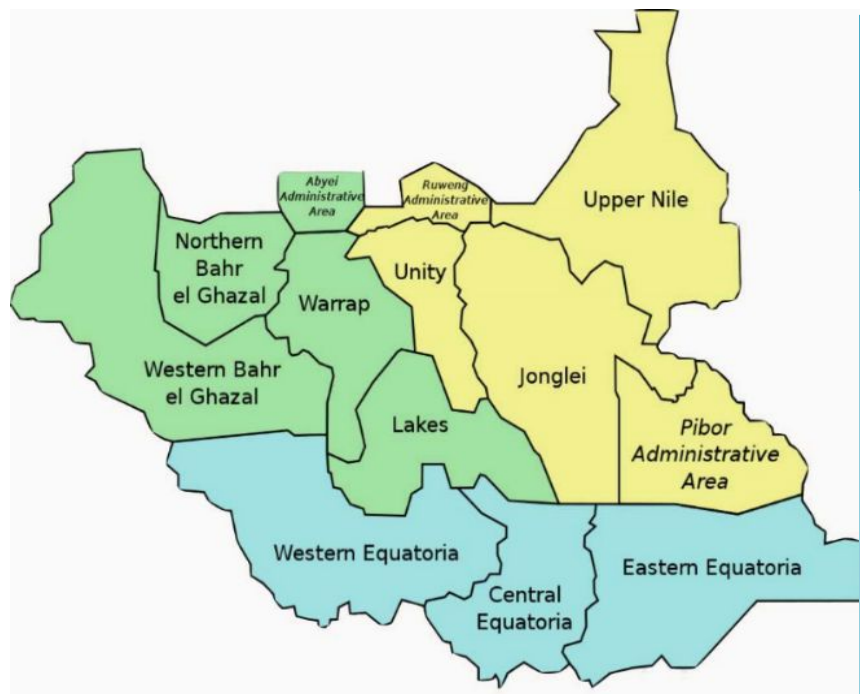 Abyei
Administrative
Area
Ruweng
Administrative
Area
Upper Nile
Northern
Bahr
el Ghazal
Unity
Warrap
Western Bahr
el Ghazal
Jonglei
Lakes
Pibor
Administrative
Area
Western Equatoria
Central
Equatoria
Eastern Equatoria